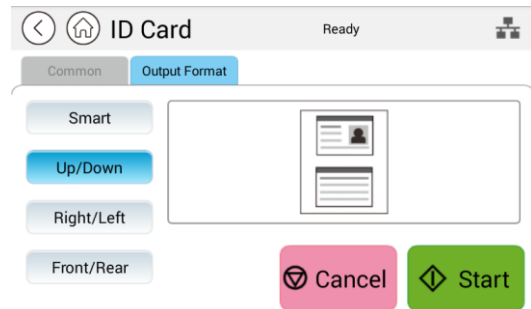 ID Card
Ready
Common
Output Format
Smart
Up/Down
Right/Left
Front/Rear
Cancel
Start